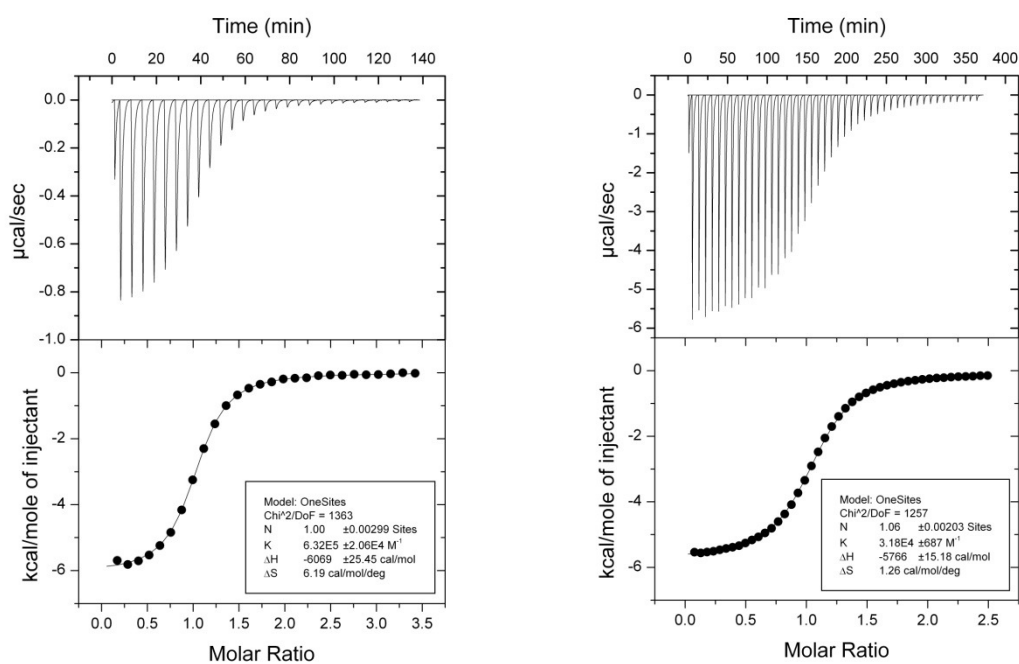 Time (min)
0 20 40 60 80 100 120 140
0.0
-0.2
-0.4
-0.6
-0.8
-1.0
µcal/sec
0
-2
-4
-6
kcal/mole of injectant
Model: OneSites
Chi^2/DoF = 1363
N 1.00 ±0.00299 Sites
K 6.32E5 ±2.06E4 M⁻¹
ΔH -6069 ±25.45 cal/mol
ΔS 6.19 cal/mol/deg
0.0 0.5 1.0 1.5 2.0 2.5 3.0 3.5
Molar Ratio
Time (min)
0 50 100 150 200 250 300 350 400
0
-1
-2
-3
-4
-5
-6
µcal/sec
0
-2
-4
-6
kcal/mole of injectant
Model: OneSites
Chi^2/DoF = 1257
N 1.06 ±0.00203 Sites
K 3.18E4 ±687 M⁻¹
ΔH -5766 ±15.18 cal/mol
ΔS 1.26 cal/mol/deg
0.0 0.5 1.0 1.5 2.0 2.5
Molar Ratio